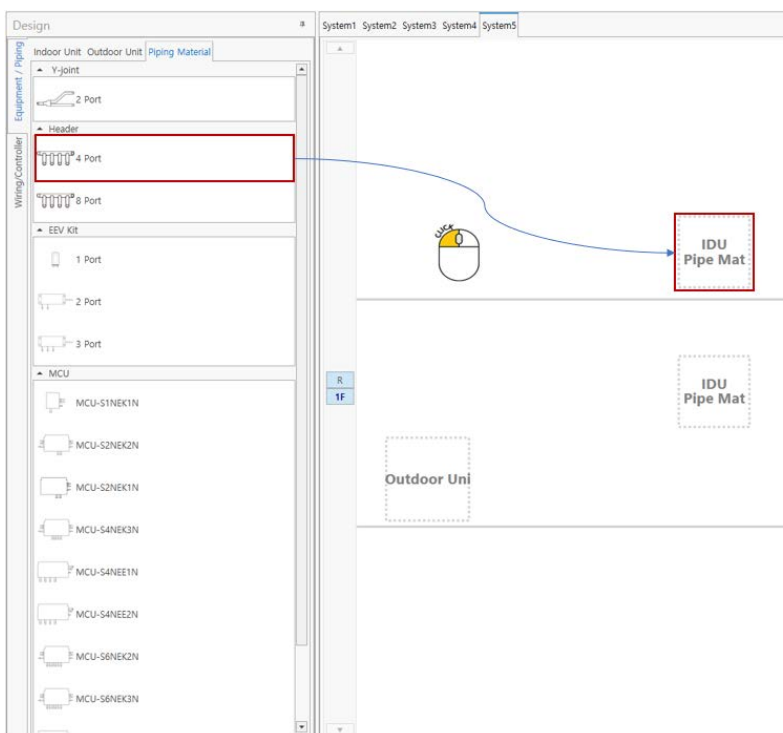 Design
System1 System2 System3 System4 System5
Equipment / Piping
Wiring/Controller
Indoor Unit Outdoor Unit Piping Material
Y-joint
2 Port
Header
4 Port
8 Port
EEV Kit
1 Port
2 Port
3 Port
MCU
MCU-S1NEK1N
MCU-S2NEK2N
MCU-S2NEK1N
MCU-S4NEK3N
MCU-S4NEE1N
MCU-S4NEE2N
MCU-S6NEK2N
MCU-S6NEK3N
CLICK
IDU
Pipe Mat
R
1F
IDU
Pipe Mat
Outdoor Uni